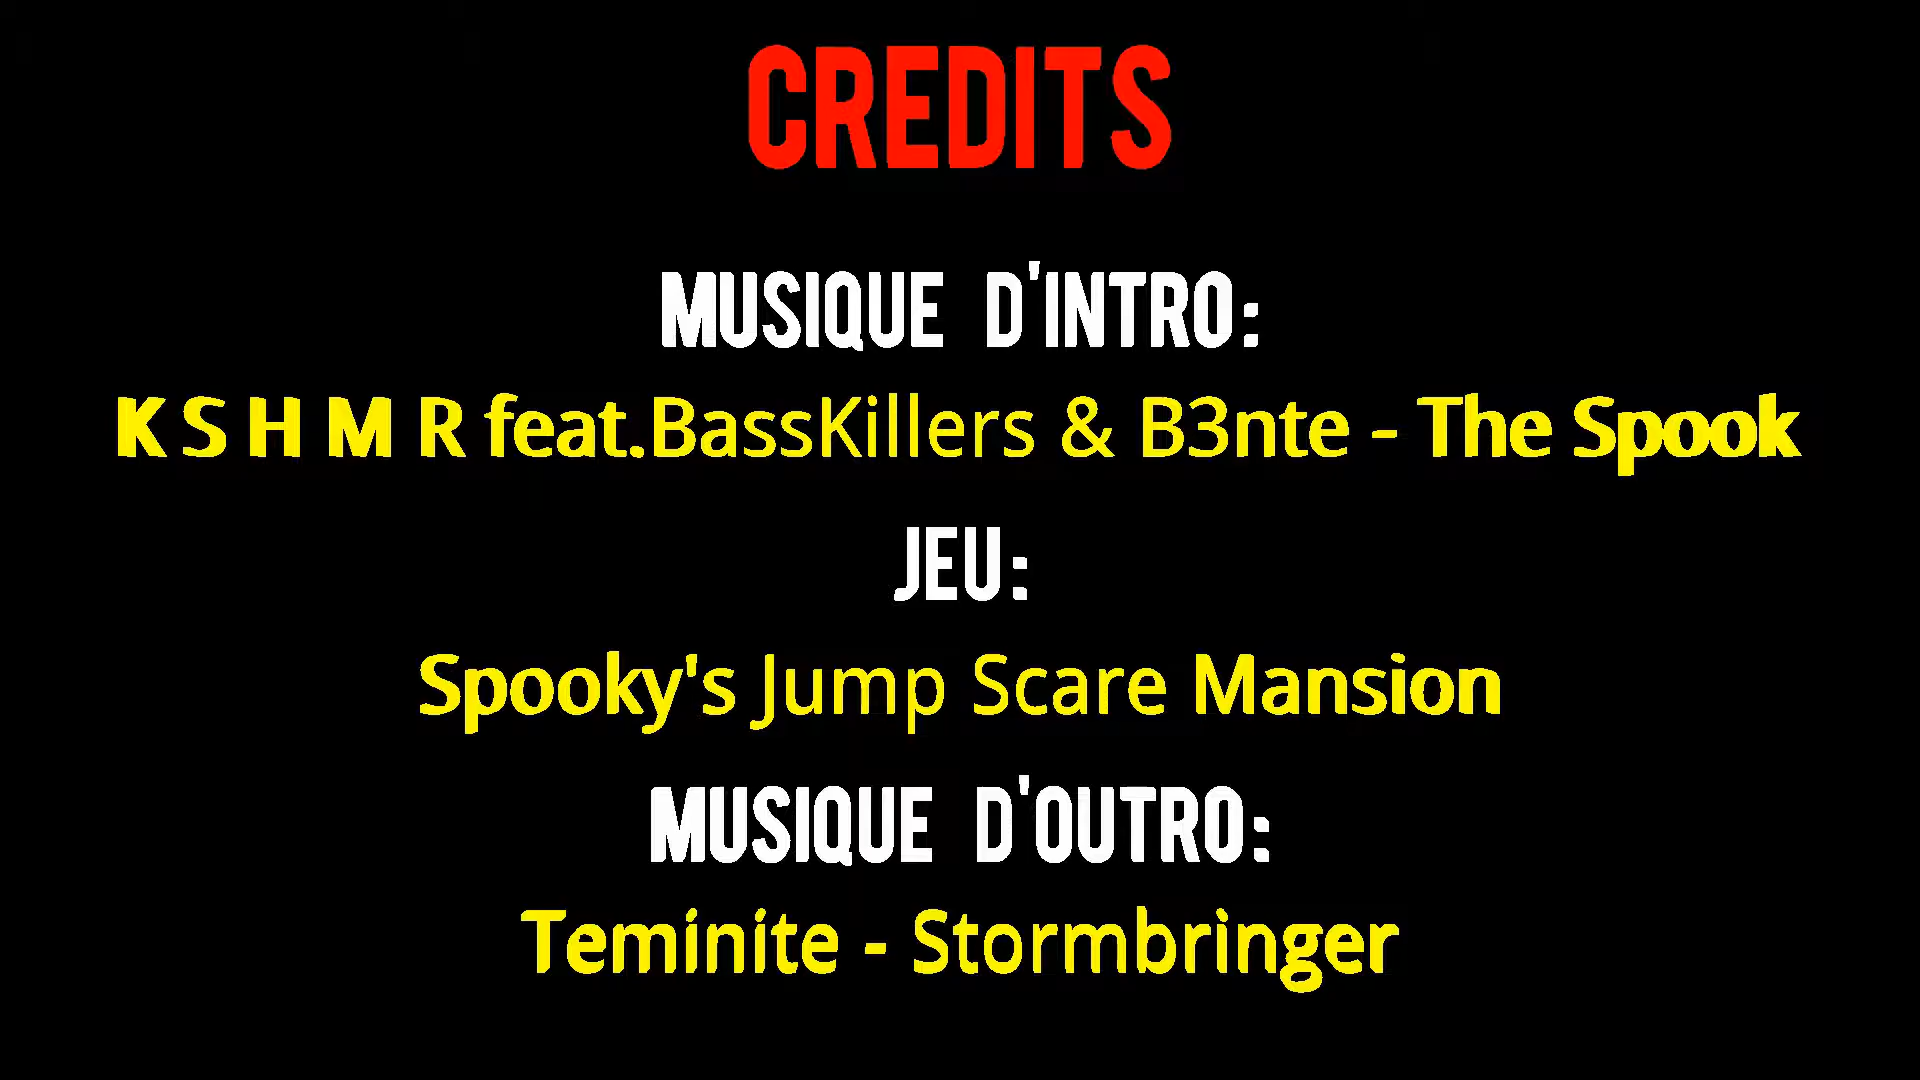 CREDITS
MUSIQUE D'INTRO:
K S H M R feat.BassKillers & B3nte - The Spook
JEU:
Spooky's Jump Scare Mansion
MUSIQUE D'OUTRO:
Teminite - Stormbringer